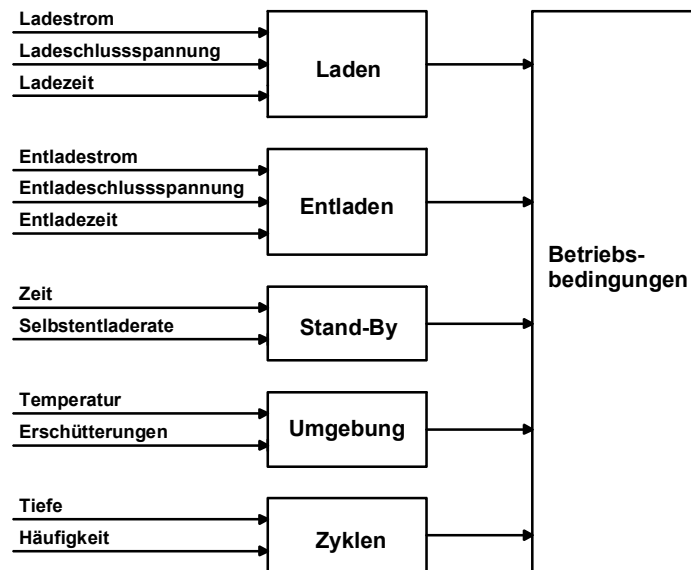 Ladestrom
Ladeschlussspannung
Ladezeit
Laden
Entladestrom
Entladeschlussspannung
Entladezeit
Entladen
Betriebs-
bedingungen
Zeit
Selbstentladerate
Stand-By
Temperatur
Erschütterungen
Umgebung
Tiefe
Häufigkeit
Zyklen